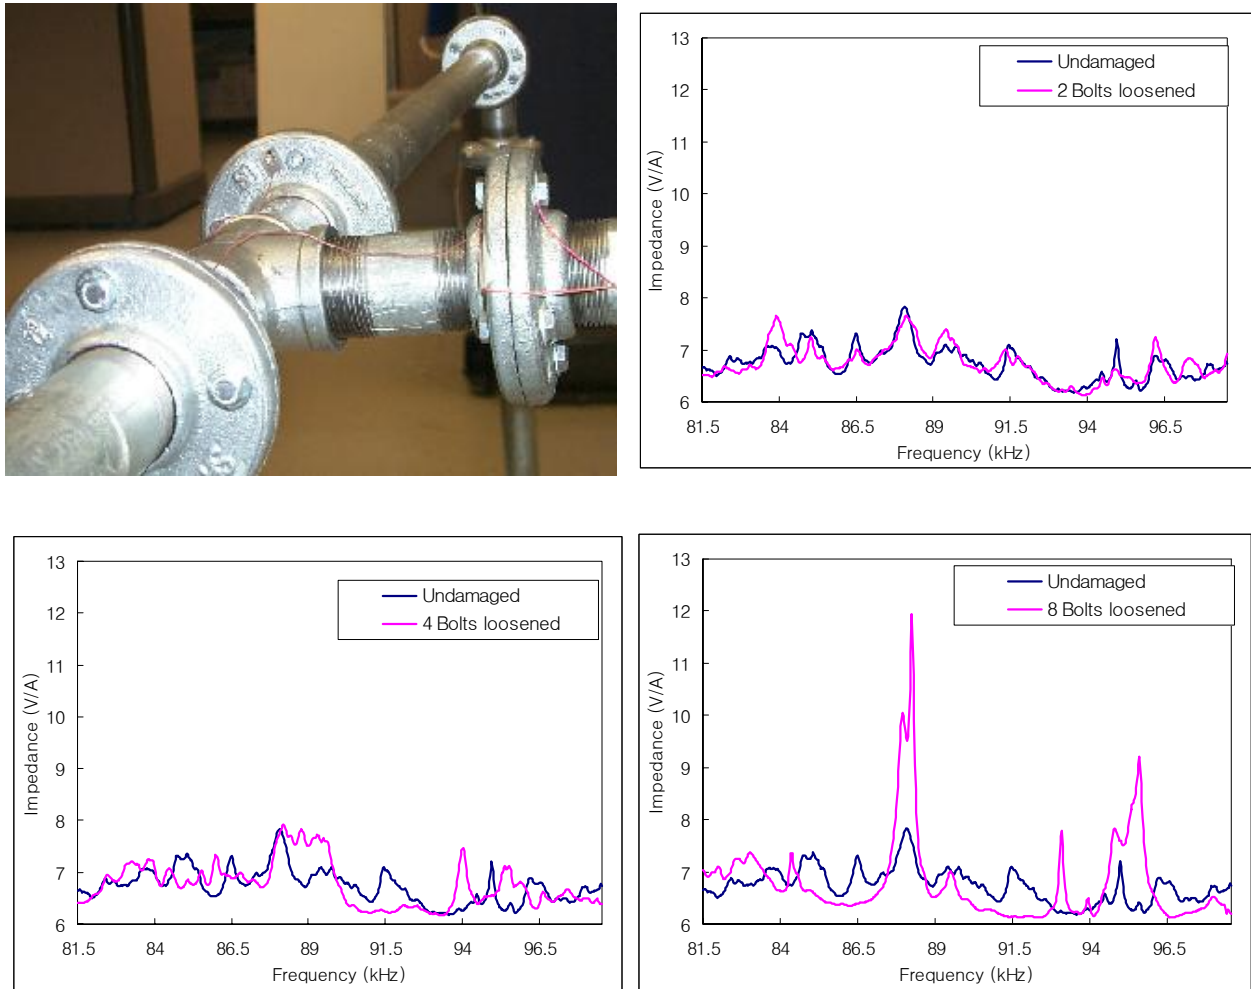 13
12
11
10
9
8
7
6
Impedance (V/A)
Undamaged
2 Bolts loosened
81.5 84 86.5 89 91.5 94 96.5
Frequency (kHz)
13
12
11
10
9
8
7
6
Impedance (V/A)
Undamaged
4 Bolts loosened
81.5 84 86.5 89 91.5 94 96.5
Frequency (kHz)
13
12
11
10
9
8
7
6
Impedance (V/A)
Undamaged
8 Bolts loosened
81.5 84 86.5 89 91.5 94 96.5
Frequency (kHz)